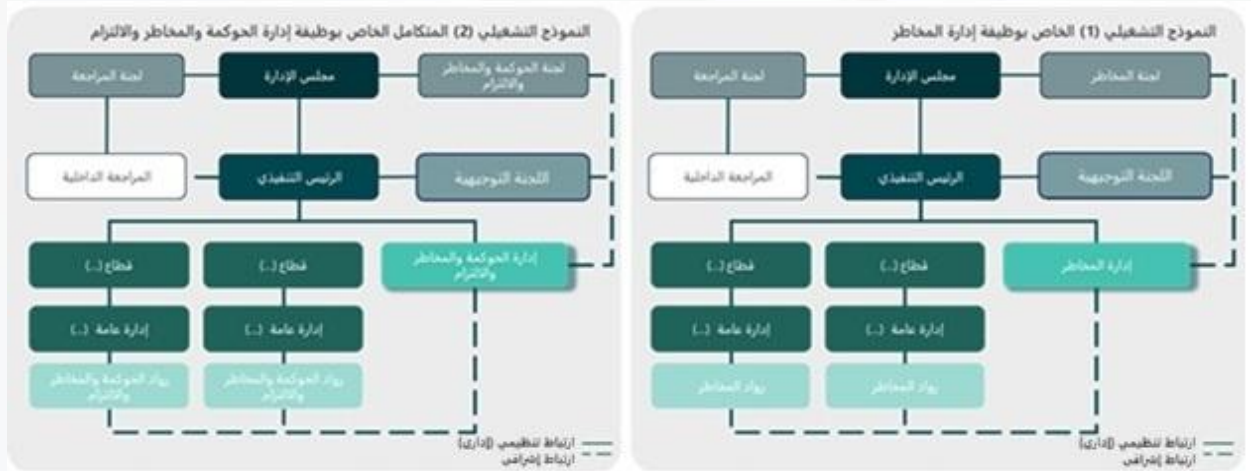 النموذج التشغيلي (1) الخاص بوظيفة إدارة المخاطر
لجنة المخاطر
مجلس الإدارة
لجنة المراجعة
اللجنة التوجيهية
الرئيس التنفيذي
المراجعة الداخلية
إدارة المخاطر
قطاع (...)
قطاع (...)
إدارة عامة (...)
إدارة عامة (...)
رواد المخاطر
رواد المخاطر
ارتباط تنظيمي (إداري)
ارتباط إشرافي
النموذج التشغيلي (2) المتكامل الخاص بوظيفة إدارة الحوكمة والمخاطر والالتزام
لجنة الحوكمة والمخاطر
والالتزام
مجلس الإدارة
لجنة المراجعة
اللجنة التوجيهية
الرئيس التنفيذي
المراجعة الداخلية
إدارة الحوكمة والمخاطر
والالتزام
قطاع (...)
قطاع (...)
إدارة عامة (...)
إدارة عامة (...)
رواد الحوكمة والمخاطر
والالتزام
رواد الحوكمة والمخاطر
والالتزام
ارتباط تنظيمي (إداري)
ارتباط إشرافي